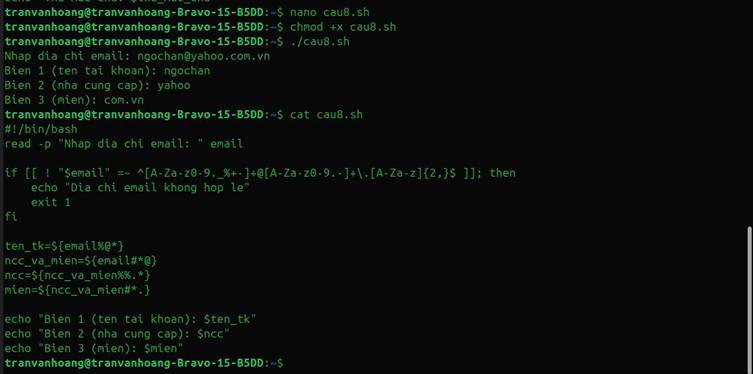 tranvanhoang@tranvanhoang-Bravo-15-B5DD:~$ nano cau8.sh
tranvanhoang@tranvanhoang-Bravo-15-B5DD:~$ chmod +x cau8.sh
tranvanhoang@tranvanhoang-Bravo-15-B5DD:~$ ./cau8.sh
Nhap dia chi email: ngochan@yahoo.com.vn
Bien 1 (ten tai khoan): ngochan
Bien 2 (nha cung cap): yahoo
Bien 3 (mien): com.vn
tranvanhoang@tranvanhoang-Bravo-15-B5DD:~$ cat cau8.sh
#!/bin/bash
read -p "Nhap dia chi email: " email

if [[ ! "$email" =~ ^[A-Za-z0-9._%+-]+@[A-Za-z0-9.-]+\.[A-Za-z]{2,}$ ]]; then
    echo "Dia chi email khong hop le"
    exit 1
fi

ten_tk=${email%@*}
ncc_va_mien=${email#*@}
ncc=${ncc_va_mien%%.*}
mien=${ncc_va_mien#*.}

echo "Bien 1 (ten tai khoan): $ten_tk"
echo "Bien 2 (nha cung cap): $ncc"
echo "Bien 3 (mien): $mien"
tranvanhoang@tranvanhoang-Bravo-15-B5DD:~$